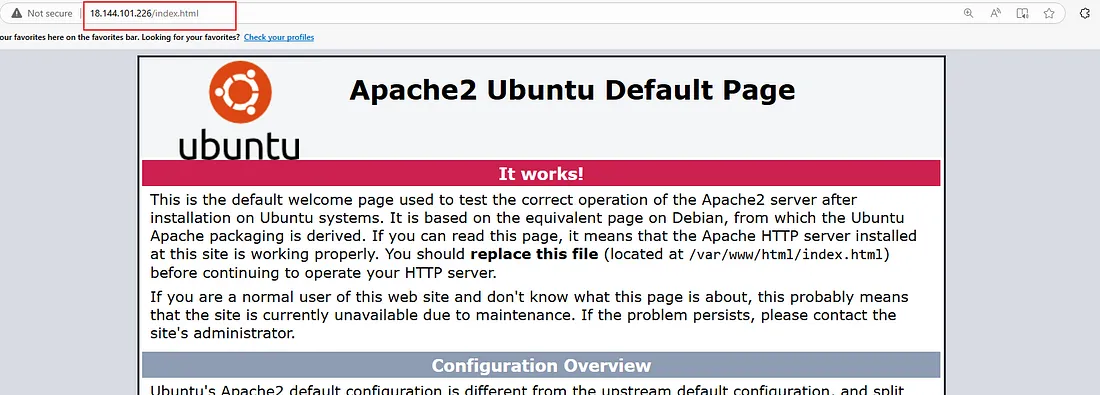 Not secure | 18.144.101.226/index.html
our favorites here on the favorites bar. Looking for your favorites? Check your profiles
ubuntu
Apache2 Ubuntu Default Page
It works!
This is the default welcome page used to test the correct operation of the Apache2 server after
installation on Ubuntu systems. It is based on the equivalent page on Debian, from which the Ubuntu
Apache packaging is derived. If you can read this page, it means that the Apache HTTP server installed
at this site is working properly. You should replace this file (located at /var/www/html/index.html)
before continuing to operate your HTTP server.
If you are a normal user of this web site and don't know what this page is about, this probably means
that the site is currently unavailable due to maintenance. If the problem persists, please contact the
site's administrator.
Configuration Overview
Ubuntu's Apache2 default configuration is different from the upstream default configuration, and split